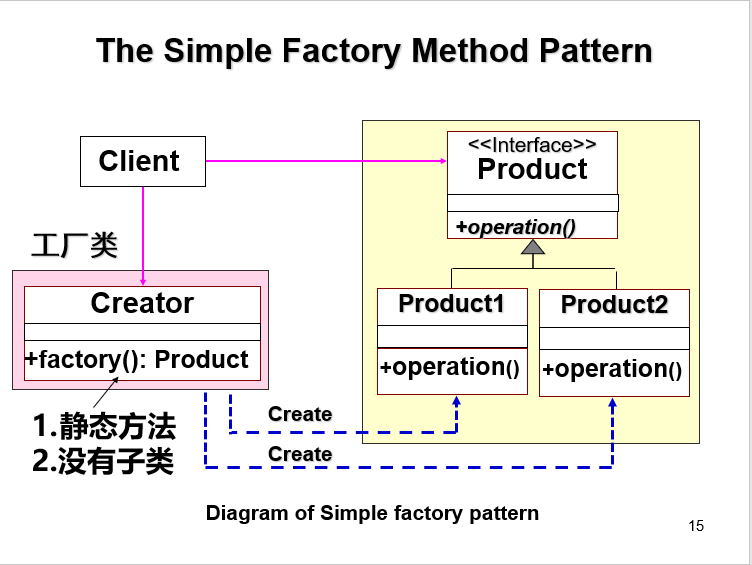 The Simple Factory Method Pattern
Client
<<Interface>>
Product
+operation()
工厂类
Creator
+factory(): Product
Product1
+operation()
Product2
+operation()
1.静态方法
2.没有子类
Create
Create
Diagram of Simple factory pattern
15